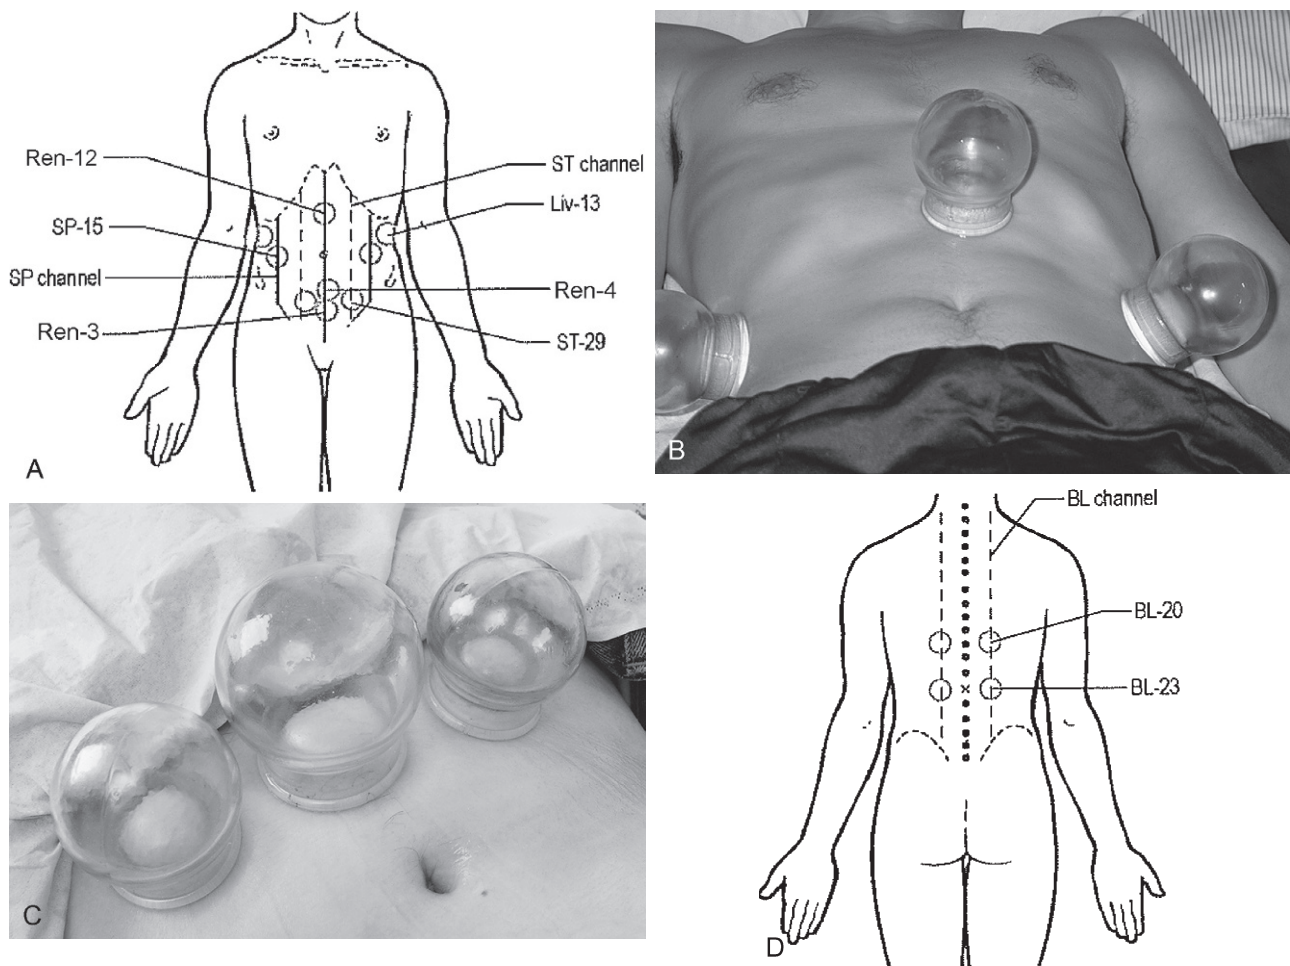 Ren-12
ST channel
Liv-13
SP-15
SP channel
Ren-4
Ren-3
ST-29
A
B
C
BL channel
BL-20
BL-23
D